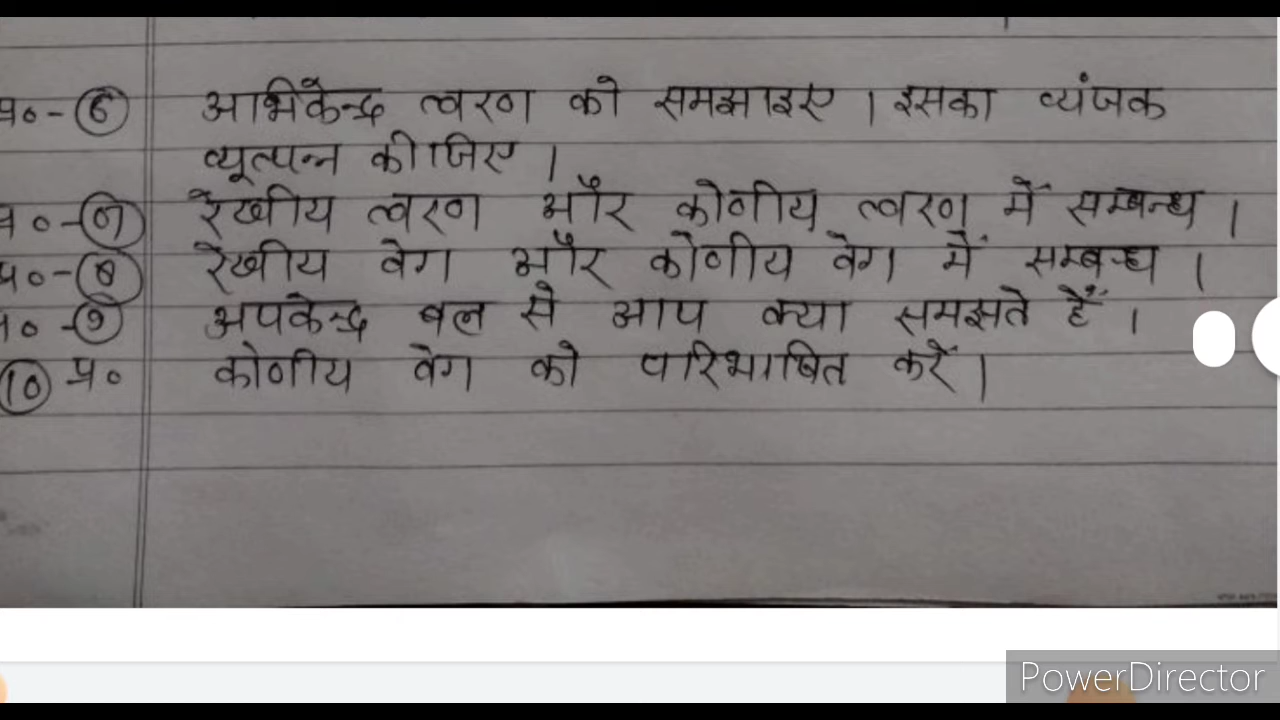 प्र०-⑥ अभिकेन्द्र त्वरण को समझाइए । इसका व्यंजक
व्यूत्पन्न कीजिए ।
प्र०-⑦ रेखीय त्वरण और कोणीय त्वरण में सम्बन्ध ।
प्र०-⑧ रेखीय वेग और कोणीय वेग में सम्बन्ध ।
प्र०-⑨ अपकेन्द्र बल से आप क्या समझते हैं ।
⑩ प्र० कोणीय वेग को परिभाषित करें ।
PowerDirector